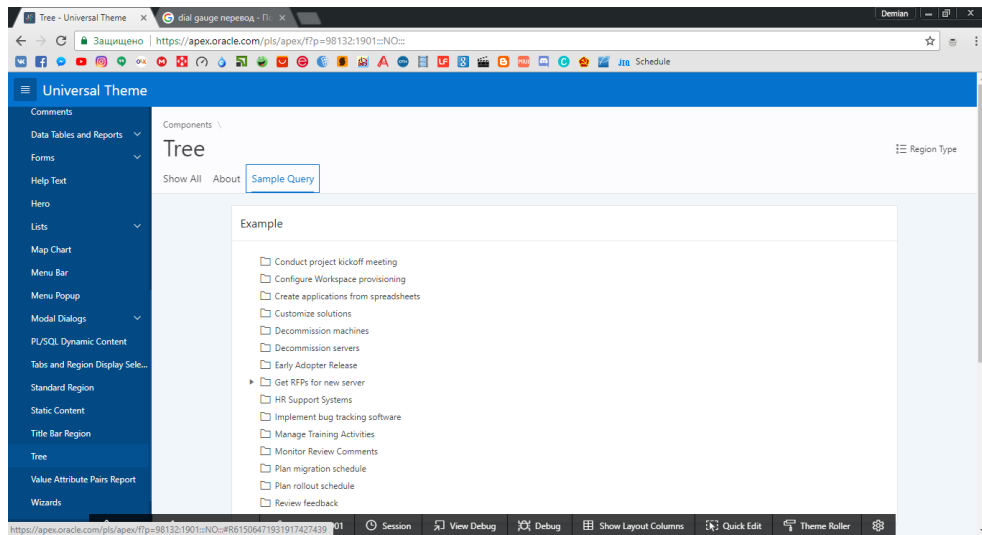 Tree - Universal Theme
dial gauge перевод - По
Demian
Защищено
https://apex.oracle.com/pls/apex/f?p=98132:1901:::NO:::
Schedule
Universal Theme
Comments
Data Tables and Reports
Forms
Help Text
Hero
Lists
Map Chart
Menu Bar
Menu Popup
Modal Dialogs
PL/SQL Dynamic Content
Tabs and Region Display Sele...
Standard Region
Static Content
Title Bar Region
Tree
Value Attribute Pairs Report
Wizards
Components \
Tree
Region Type
Show All About Sample Query
Example
Conduct project kickoff meeting
Configure Workspace provisioning
Create applications from spreadsheets
Customize solutions
Decommission machines
Decommission servers
Early Adopter Release
Get RFPs for new server
HR Support Systems
Implement bug tracking software
Manage Training Activities
Monitor Review Comments
Plan migration schedule
Plan rollout schedule
Review feedback
https://apex.oracle.com/pls/apex/f?p=98132:1901:::NO:::#R61506471931917427439
01 Session View Debug Debug Show Layout Columns Quick Edit Theme Roller